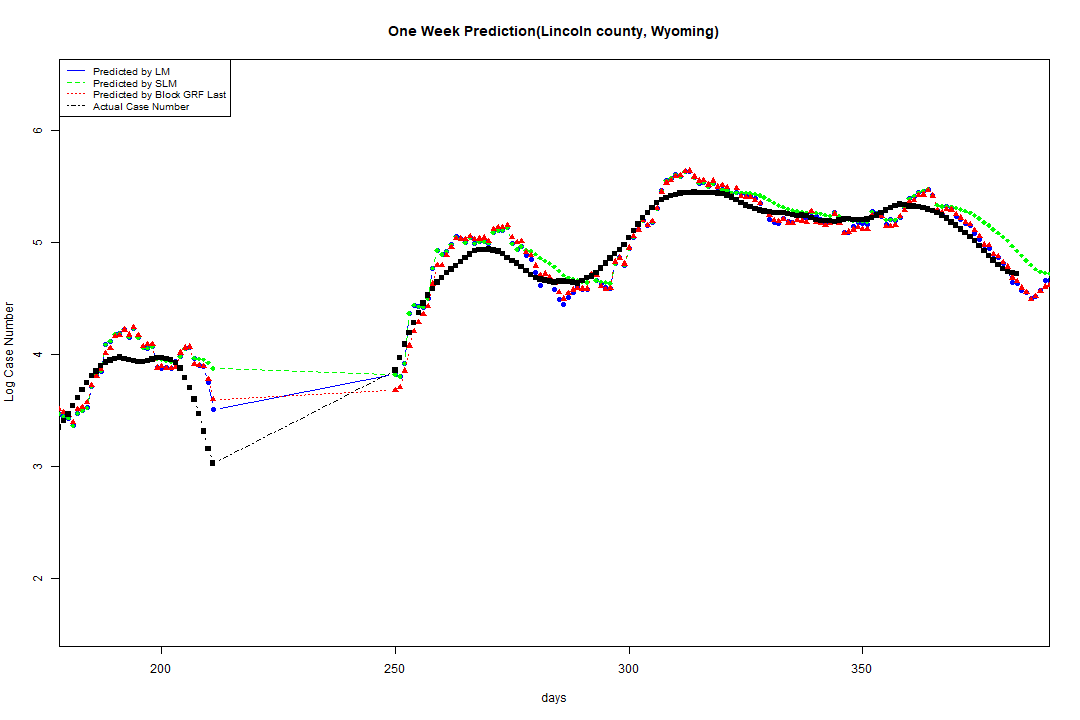 One Week Prediction(Lincoln county, Wyoming)
Predicted by LM
Predicted by SLM
Predicted by Block GRF Last
Actual Case Number
6
5
4
3
2
Log Case Number
200
250
300
350
days